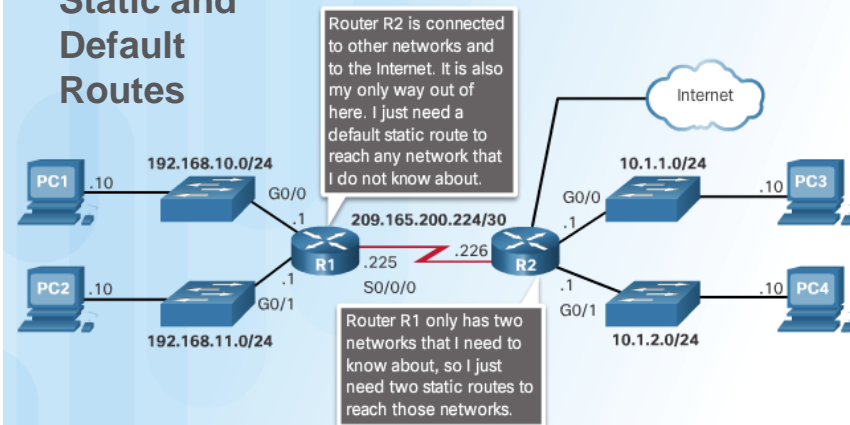 Static and
Default
Routes
Router R2 is connected
to other networks and
to the Internet. It is also
my only way out of
here. I just need a
default static route to
reach any network that
I do not know about.
Internet
192.168.10.0/24
10.1.1.0/24
PC1
.10
G0/0
.1
209.165.200.224/30
G0/0
.1
.10
PC3
R1
.225
.226
R2
S0/0/0
PC2
.10
.1
G0/1
.1
G0/1
.10
PC4
192.168.11.0/24
10.1.2.0/24
Router R1 only has two
networks that I need to
know about, so I just
need two static routes to
reach those networks.